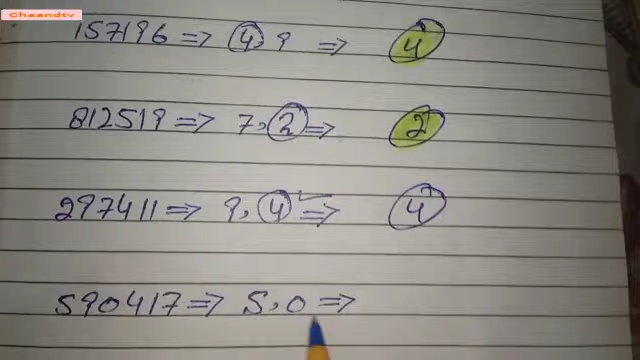 Chaandtv
157196 => 4, 9 => 4
812519 => 7, 2 => 2
297411 => 9, 4 => 4
590417 => 5, 0 =>